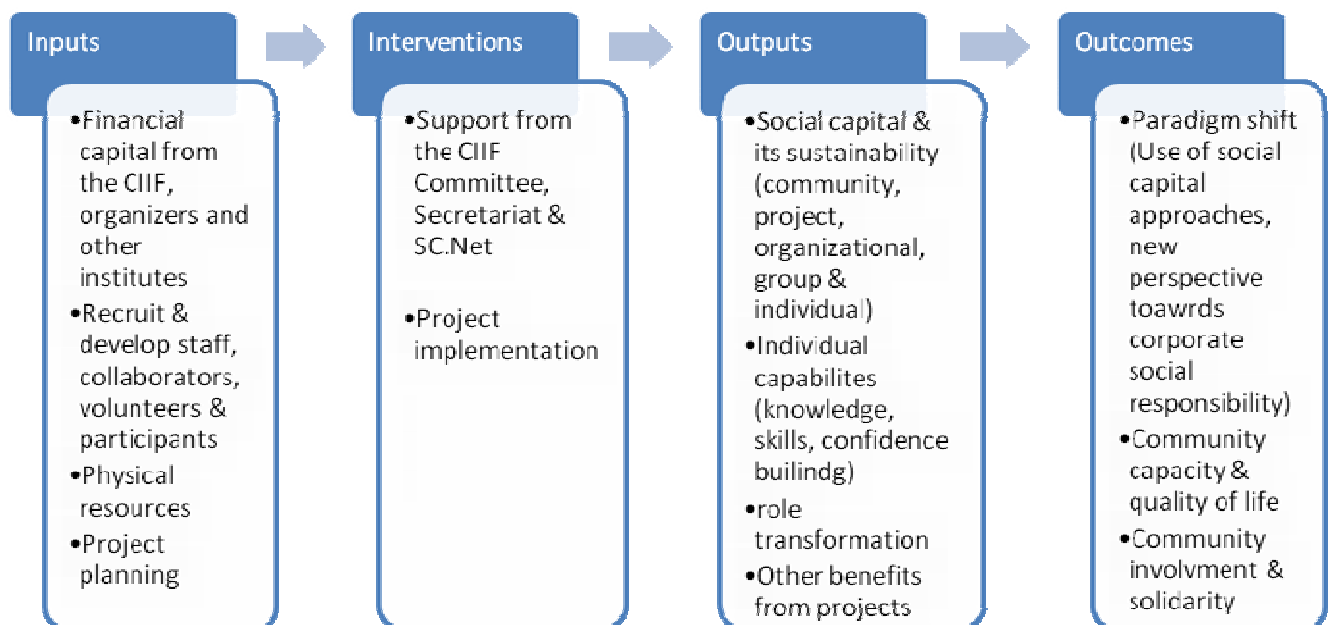 Inputs
•Financial
capital from
the CIIF,
organizers and
other
institutes
•Recruit &
develop staff,
collaborators,
volunteers &
participants
•Physical
resources
•Project
planning
Interventions
•Support from
the CIIF
Committee,
Secretariat &
SC.Net
•Project
implementation
Outputs
•Social capital &
its sustainability
(community,
project,
organizational,
group &
individual)
•Individual
capabilites
(knowledge,
skills, confidence
builindg)
•role
transformation
•Other benefits
from projects
Outcomes
•Paradigm shift
(Use of social
capital
approaches,
new
perspective
toawrds
corporate
social
responsibility)
•Community
capacity &
quality of life
•Community
involvment &
solidarity